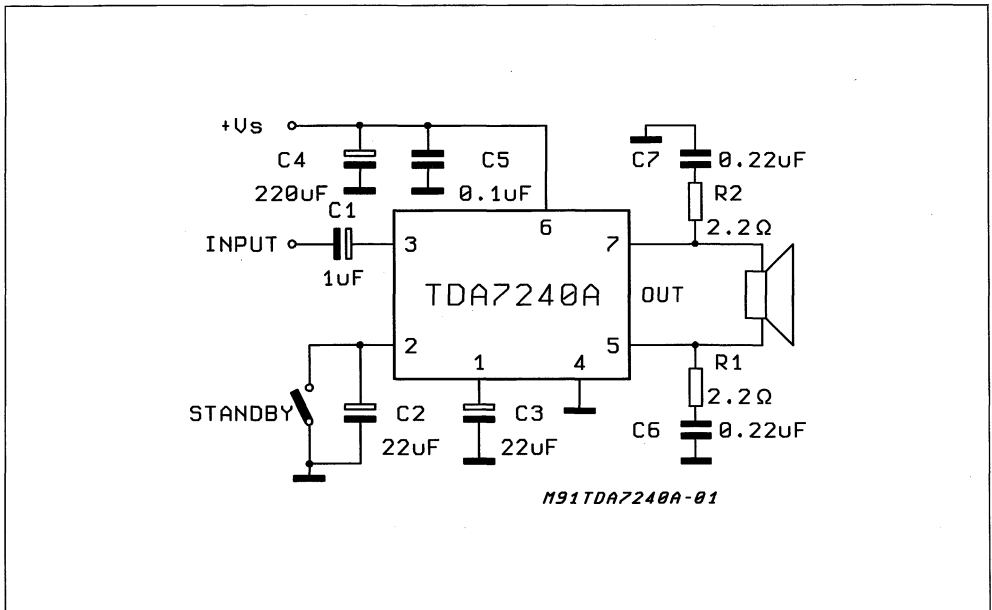 +Vs
C4
220uF
C5
0.1uF
C7
0.22uF
R2
2.2Ω
C1
INPUT
1uF
3
6
7
TDA7240A
OUT
2
1
4
5
STANDBY
C2
22uF
C3
22uF
R1
2.2Ω
C6
0.22uF
M91TDA7240A-01